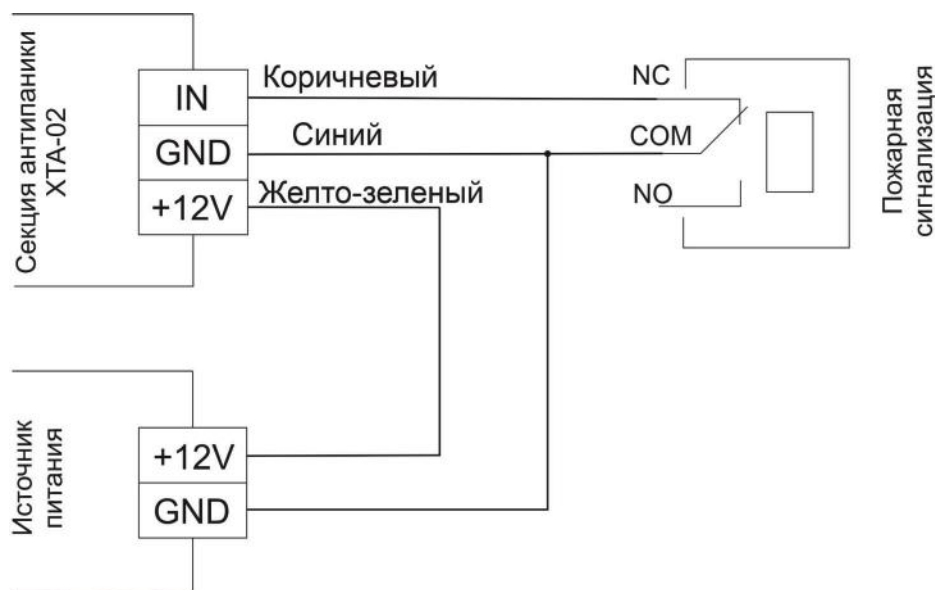 Секция антипаники
ХТА-02
IN
GND
+12V
Коричневый
Синий
Желто-зеленый
NC
COM
NO
Пожарная
сигнализация
Источник
питания
+12V
GND